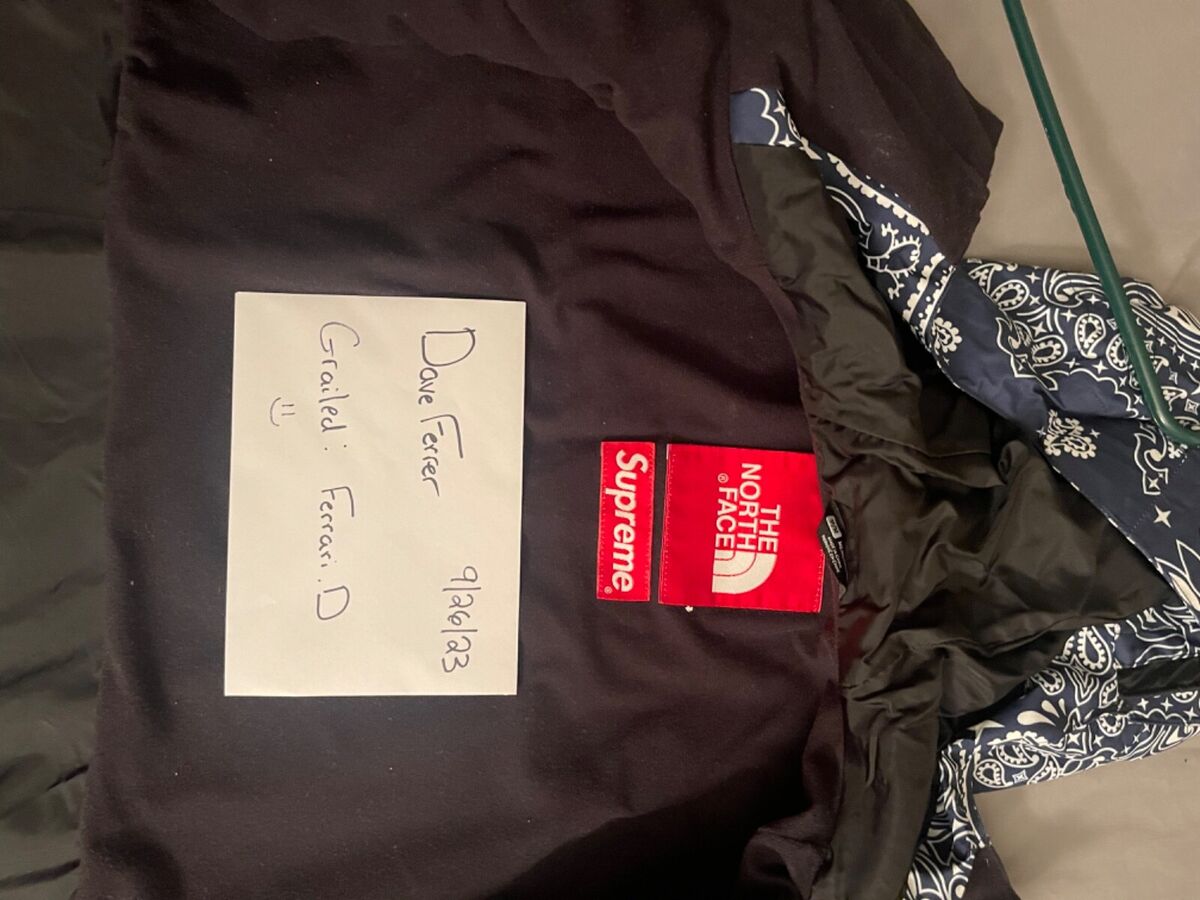 Dave Ferrer 9/26/23
Grailed: Ferrari.D
THE
NORTH
FACE
®
Supreme
®